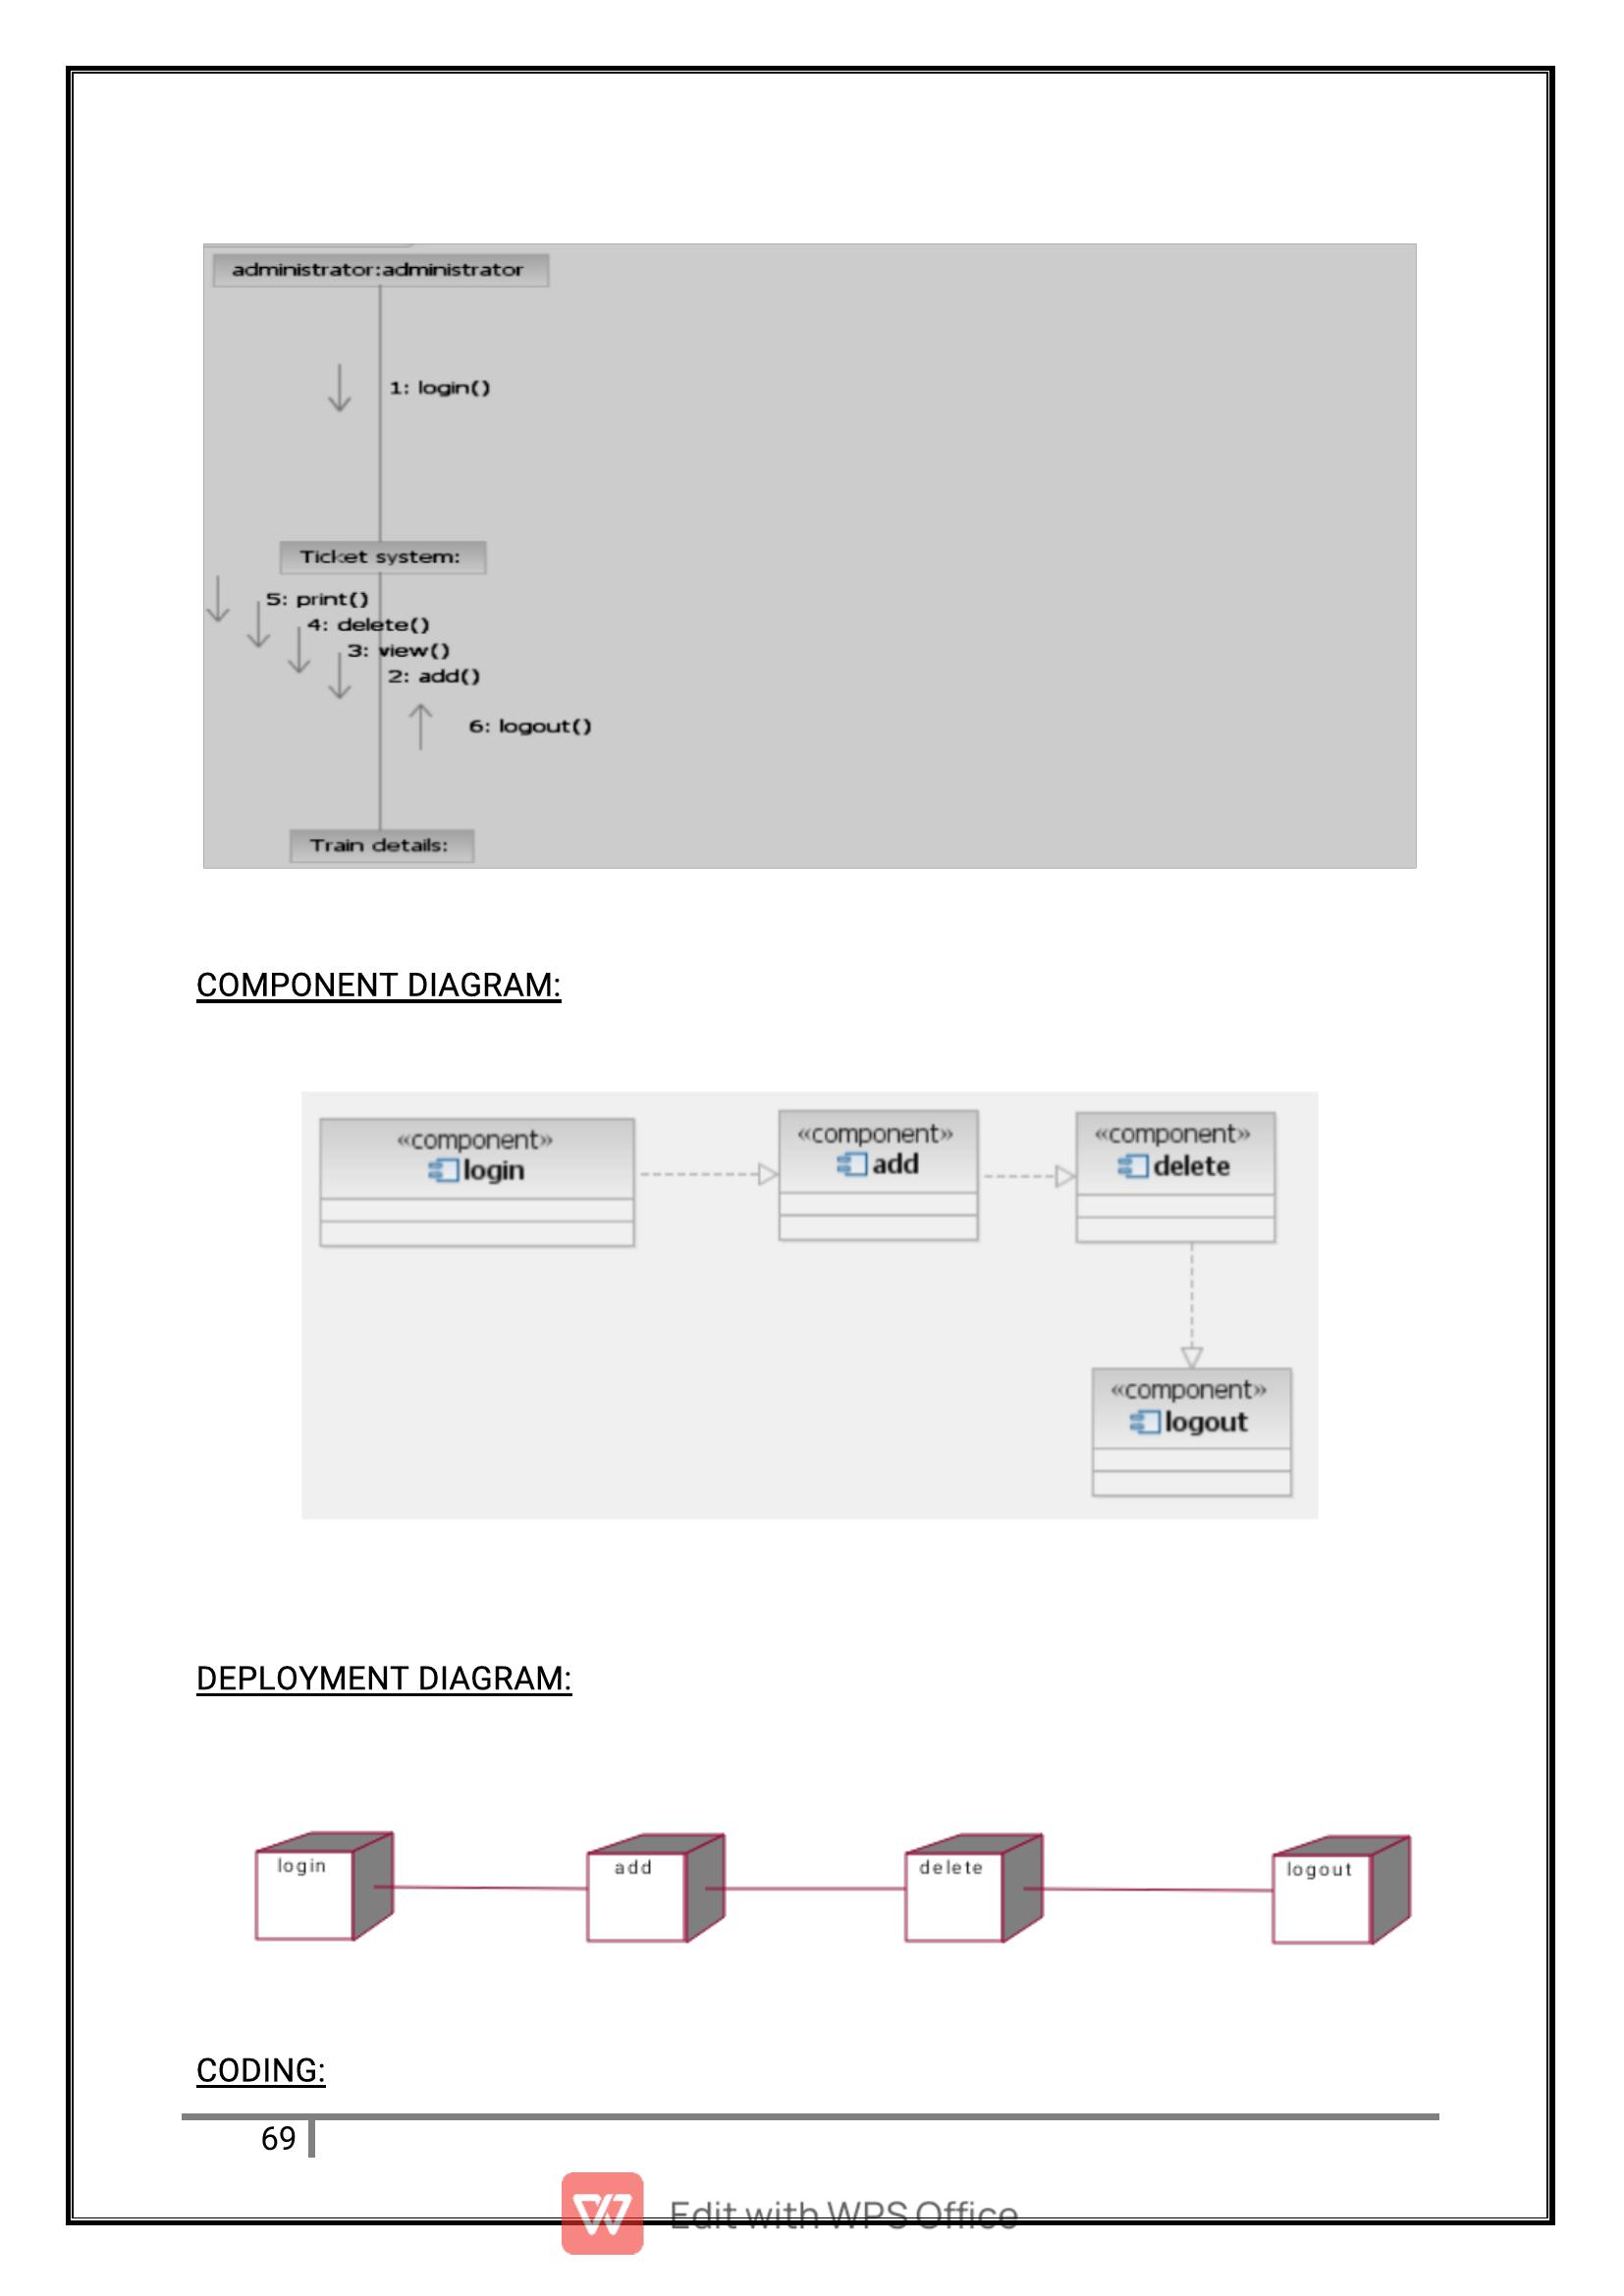 administrator:administrator
1: login()
Ticket system:
5: print()
4: delete()
3: view()
2: add()
6: logout()
Train details:
COMPONENT DIAGRAM:
«component»
login
«component»
add
«component»
delete
«component»
logout
DEPLOYMENT DIAGRAM:
login
add
delete
logout
CODING:
69
Edit with WPS Office